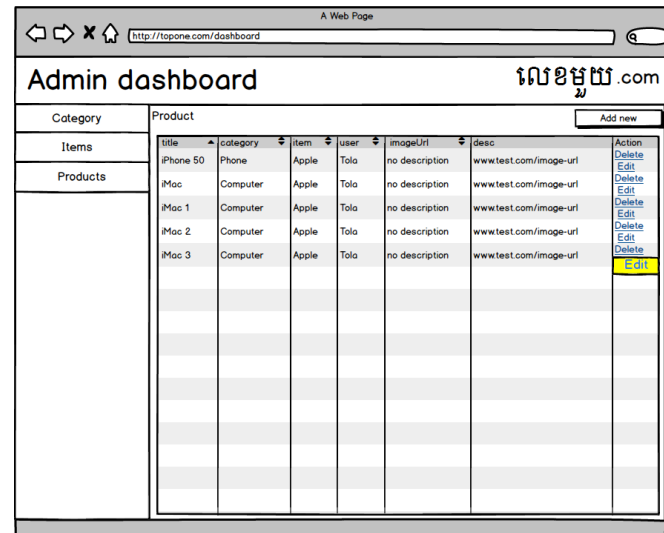 A Web Page
http://topone.com/dashboard
Admin dashboard
លេខមួយ.com
Category
Items
Products
Product
Add new
title category item user imageUrl desc Action
iPhone 50 Phone Apple Tola no description www.test.com/image-url Delete Edit
iMac Computer Apple Tola no description www.test.com/image-url Delete Edit
iMac 1 Computer Apple Tola no description www.test.com/image-url Delete Edit
iMac 2 Computer Apple Tola no description www.test.com/image-url Delete Edit
iMac 3 Computer Apple Tola no description www.test.com/image-url Delete Edit